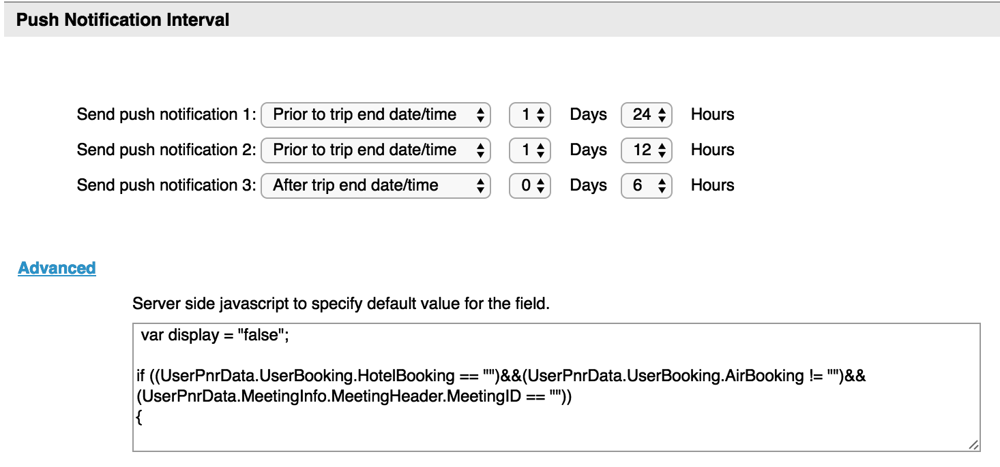 Push Notification Interval
Send push notification 1: Prior to trip end date/time 1 Days 24 Hours
Send push notification 2: Prior to trip end date/time 1 Days 12 Hours
Send push notification 3: After trip end date/time 0 Days 6 Hours
Advanced
Server side javascript to specify default value for the field.
var display = "false";
if ((UserPnrData.UserBooking.HotelBooking == "")&&(UserPnrData.UserBooking.AirBooking != "")&&
(UserPnrData.MeetingInfo.MeetingHeader.MeetingID == ""))
{